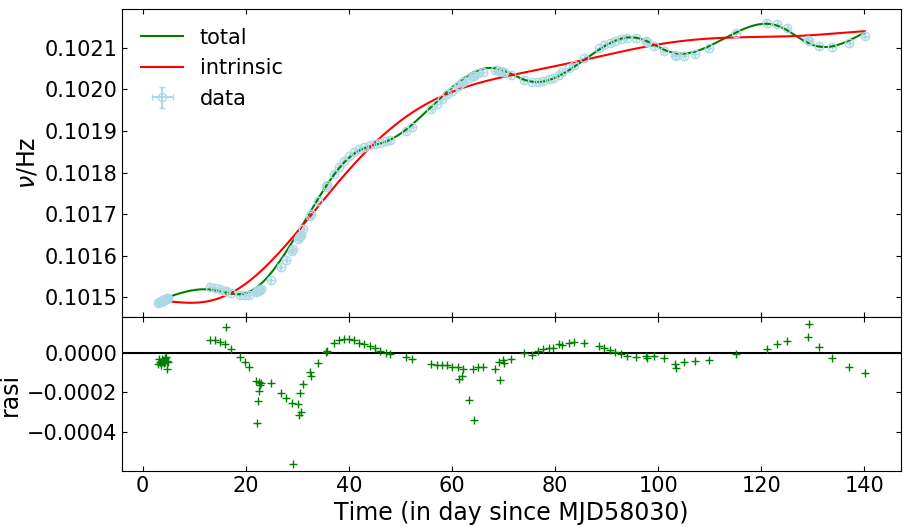 total
intrinsic
data
ν/Hz
0.1021
0.1020
0.1019
0.1018
0.1017
0.1016
0.1015
rasi
0.0000
−0.0002
−0.0004
0 20 40 60 80 100 120 140
Time (in day since MJD58030)